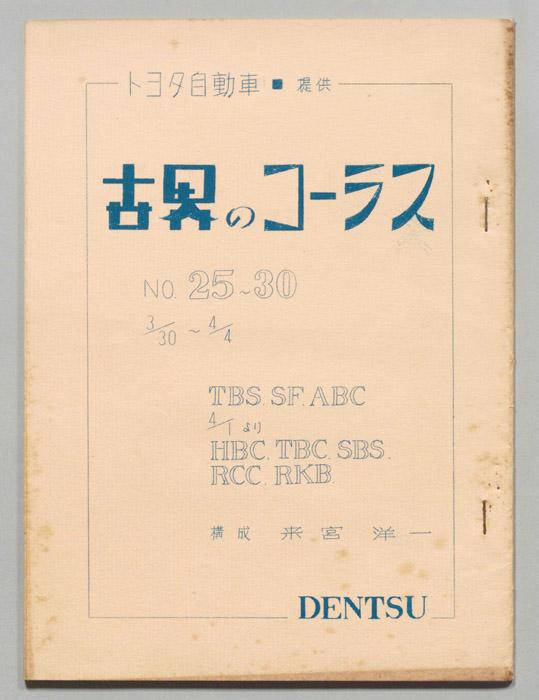 トヨタ自動車 ■ 提供
古界のコーラス
NO. 25~30
3/30 ~ 4/4
TBS. SF. ABC
4/1 より
HBC. TBC. SBS.
RCC. RKB.
構成 来宮 洋一
DENTSU